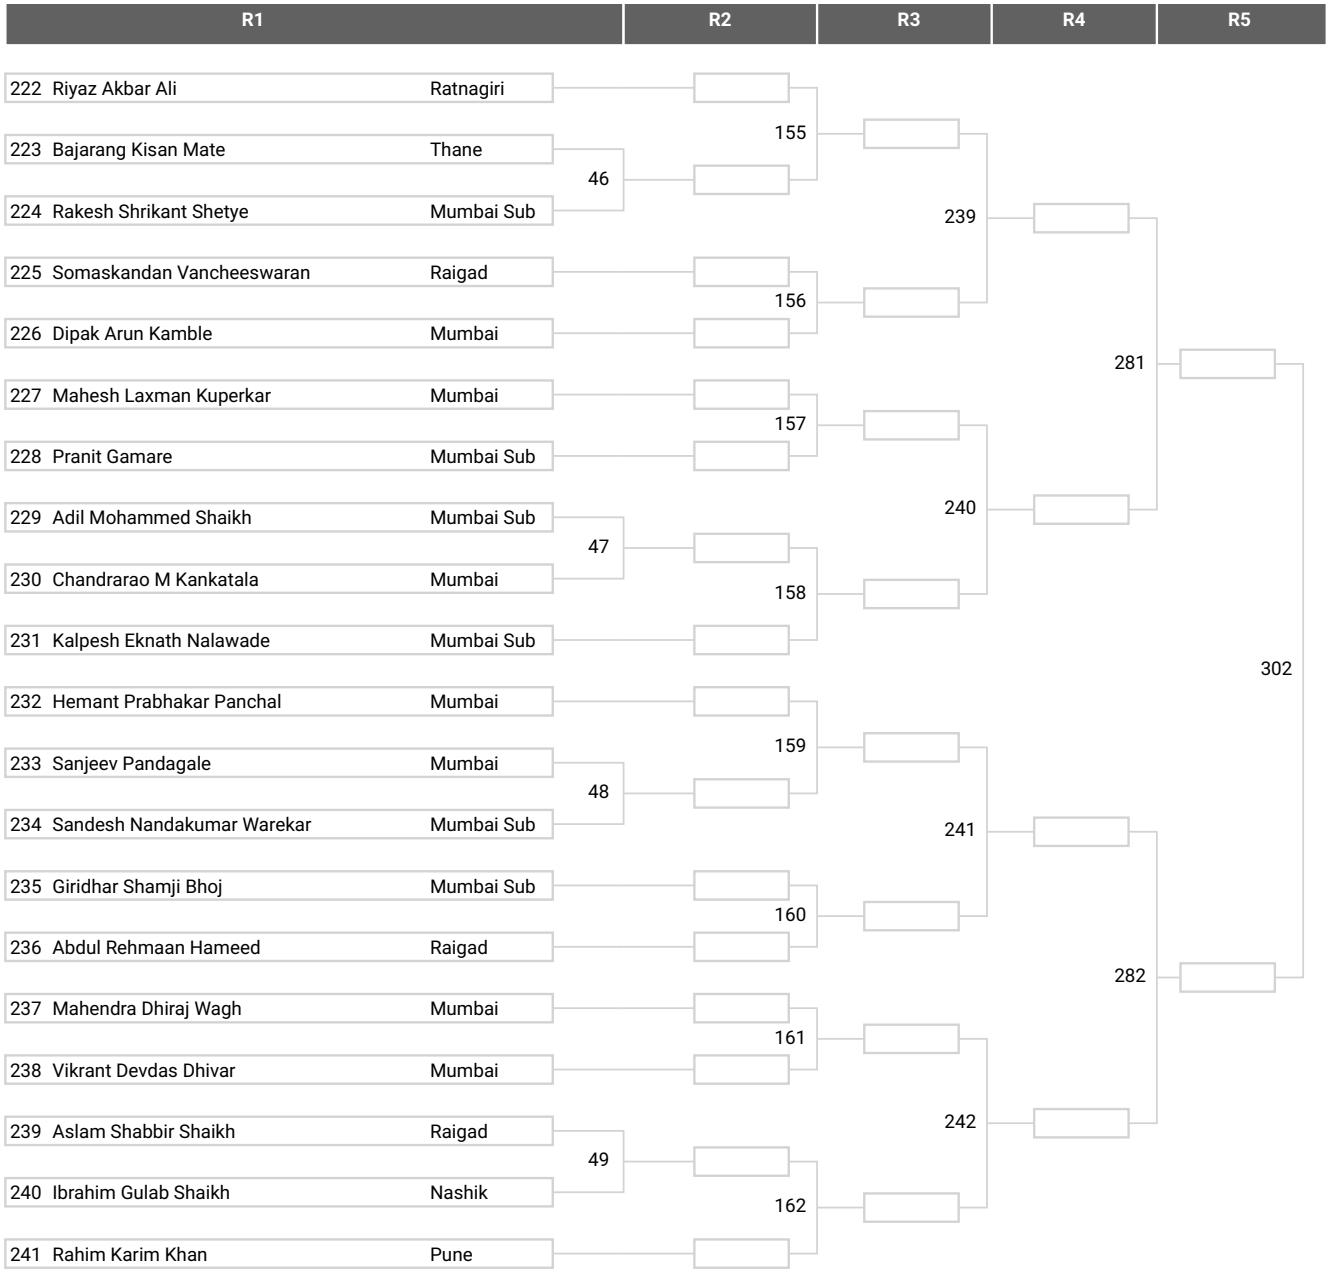 R1 R2 R3 R4 R5
222 Riyaz Akbar Ali Ratnagiri
155
223 Bajarang Kisan Mate Thane
46
224 Rakesh Shrikant Shetye Mumbai Sub
239
225 Somaskandan Vancheeswaran Raigad
156
226 Dipak Arun Kamble Mumbai
281
227 Mahesh Laxman Kuperkar Mumbai
157
228 Pranit Gamare Mumbai Sub
240
229 Adil Mohammed Shaikh Mumbai Sub
47
230 Chandrarao M Kankatala Mumbai
158
231 Kalpesh Eknath Nalawade Mumbai Sub
302
232 Hemant Prabhakar Panchal Mumbai
159
233 Sanjeev Pandagale Mumbai
48
234 Sandesh Nandakumar Warekar Mumbai Sub
241
235 Giridhar Shamji Bhoj Mumbai Sub
160
236 Abdul Rehmaan Hameed Raigad
282
237 Mahendra Dhiraj Wagh Mumbai
161
238 Vikrant Devdas Dhivar Mumbai
242
239 Aslam Shabbir Shaikh Raigad
49
240 Ibrahim Gulab Shaikh Nashik
162
241 Rahim Karim Khan Pune